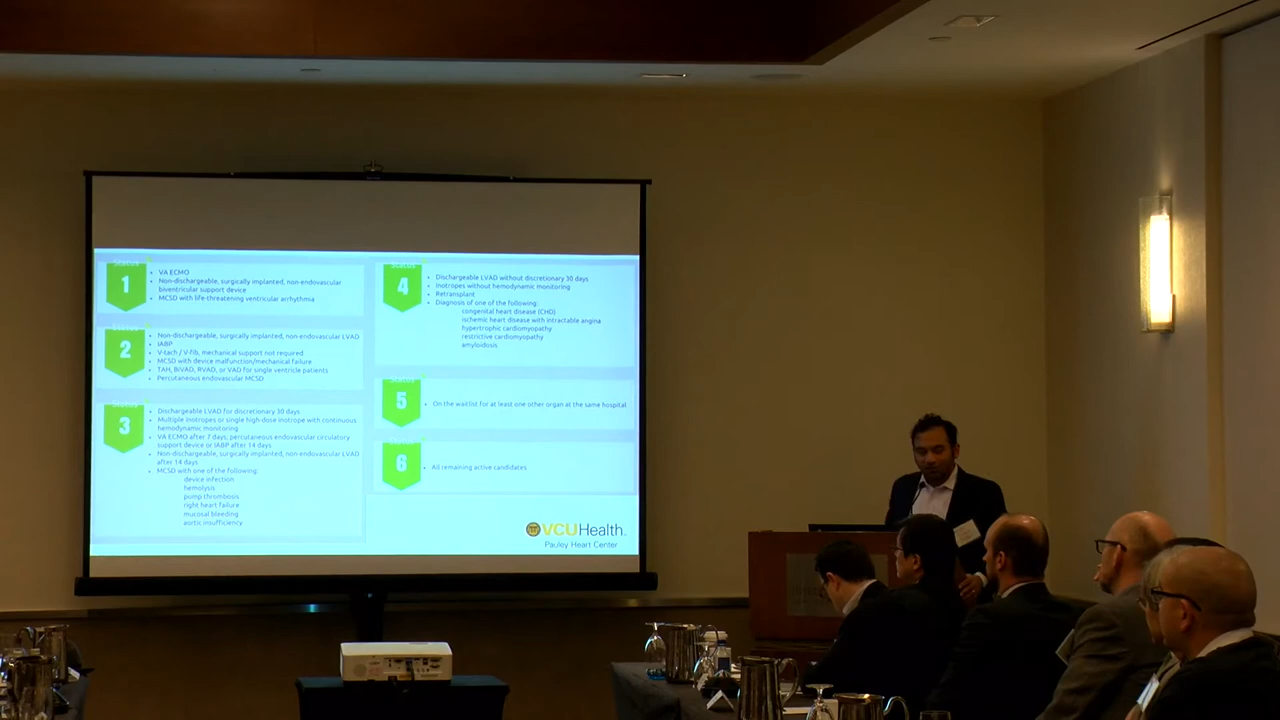 Status
1
VA ECMO
Non-dischargeable, surgically implanted, non-endovascular
biventricular support device
MCSD with life-threatening ventricular arrhythmia
Status
2
Non-dischargeable, surgically implanted, non-endovascular LVAD
IABP
V-tach / V-fib, mechanical support not required
MCSD with device malfunction/mechanical failure
TAH, BiVAD, RVAD, or VAD for single ventricle patients
Percutaneous endovascular MCSD
Status
3
Dischargeable LVAD for discretionary 30 days
Multiple inotropes or single high-dose inotrope with continuous
hemodynamic monitoring
VA ECMO after 7 days; percutaneous endovascular circulatory
support device or IABP after 14 days
Non-dischargeable, surgically implanted, non-endovascular LVAD
after 14 days
MCSD with one of the following:
device infection
hemolysis
pump thrombosis
right heart failure
mucosal bleeding
aortic insufficiency
Status
4
Dischargeable LVAD without discretionary 30 days
Inotropes without hemodynamic monitoring
Retransplant
Diagnosis of one of the following:
congenital heart disease (CHD)
ischemic heart disease with intractable angina
hypertrophic cardiomyopathy
restrictive cardiomyopathy
amyloidosis
Status
5
On the waitlist for at least one other organ at the same hospital
Status
6
All remaining active candidates
VCUHealth.
Pauley Heart Center